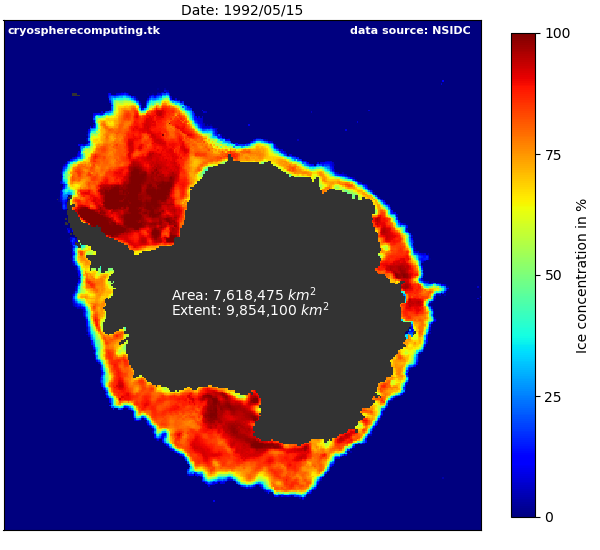 Date: 1992/05/15
cryospherecomputing.tk data source: NSIDC
100
75
50
25
0
Ice concentration in %
Area: 7,618,475 km²
Extent: 9,854,100 km²